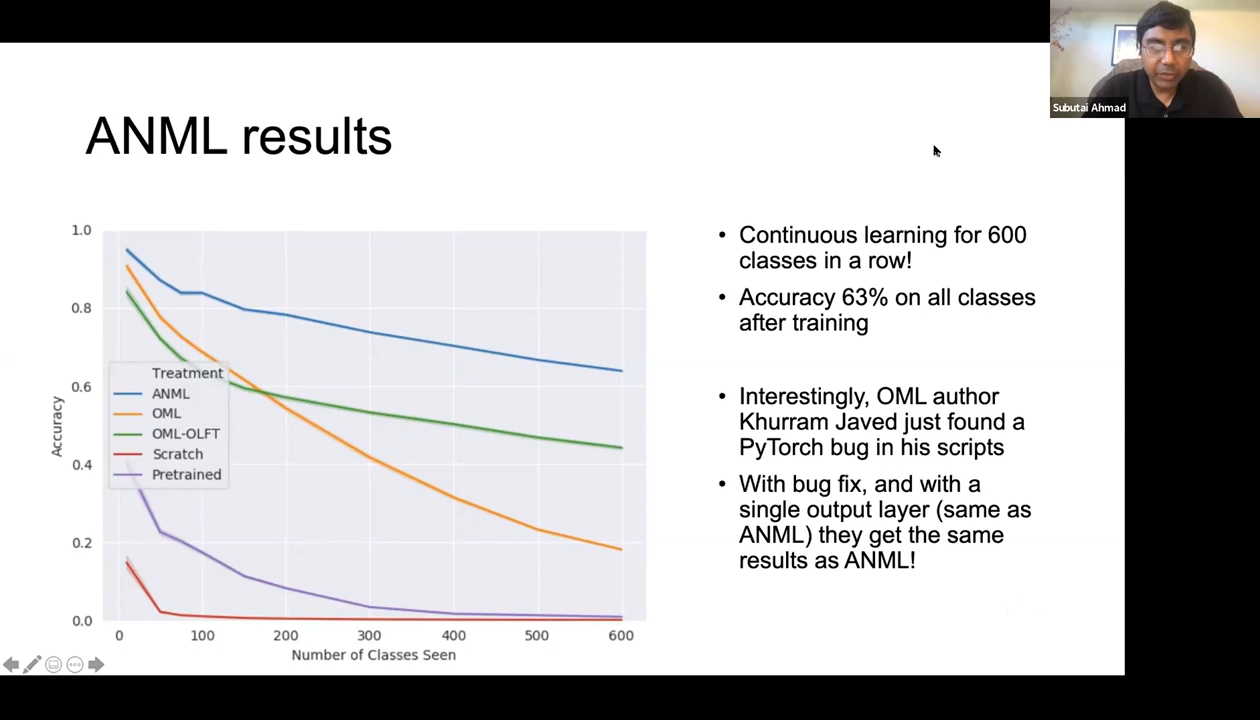 Subutai Ahmad
ANML results
1.0
0.8
0.6
0.4
0.2
0.0
Accuracy
Treatment
ANML
OML
OML-OLFT
Scratch
Pretrained
0 100 200 300 400 500 600
Number of Classes Seen
• Continuous learning for 600
classes in a row!
• Accuracy 63% on all classes
after training
• Interestingly, OML author
Khurram Javed just found a
PyTorch bug in his scripts
• With bug fix, and with a
single output layer (same as
ANML) they get the same
results as ANML!